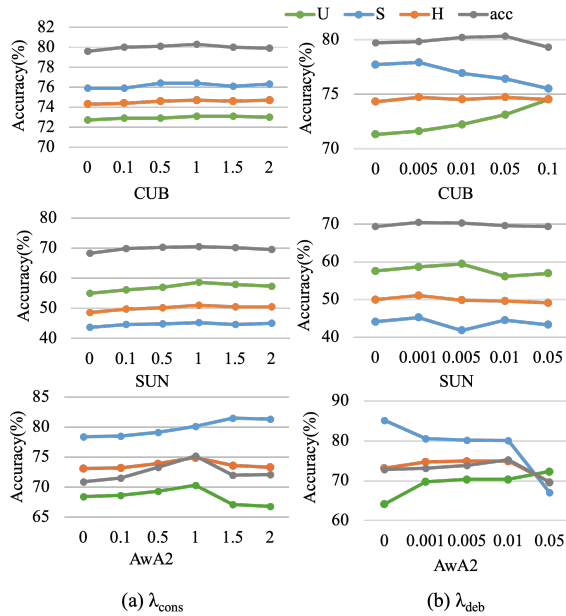 U S H acc
Accuracy(%)
82
80
78
76
74
72
70
0 0.1 0.5 1 1.5 2
CUB
Accuracy(%)
80
75
70
0 0.005 0.01 0.05 0.1
CUB
Accuracy(%)
80
70
60
50
40
0 0.1 0.5 1 1.5 2
SUN
Accuracy(%)
70
60
50
40
0 0.001 0.005 0.01 0.05
SUN
Accuracy(%)
85
80
75
70
65
0 0.1 0.5 1 1.5 2
AwA2
Accuracy(%)
90
80
70
60
0 0.001 0.005 0.01 0.05
AwA2
(a) λcons
(b) λdeb